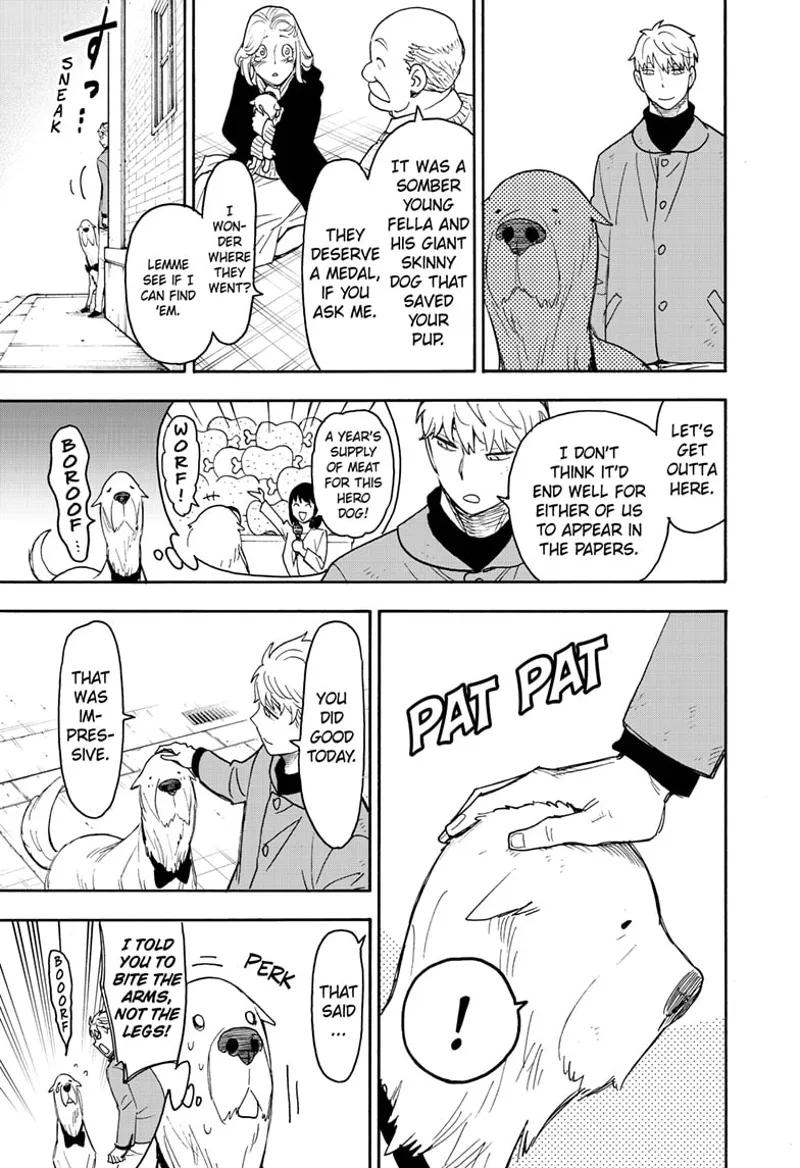 IT WAS A
SOMBER
YOUNG
FELLA AND
HIS GIANT
SKINNY
DOG THAT
SAVED
YOUR
PUP.
THEY
DESERVE
A MEDAL,
IF YOU
ASK ME.
I
WON-
DER
WHERE
THEY
WENT?
LEMME
SEE IF I
CAN FIND
'EM.
すっ…
SNEAK
LET'S
GET
OUTTA
HERE.
I DON'T
THINK IT'D
END WELL FOR
EITHER OF US
TO APPEAR
IN THE
PAPERS.
A YEAR'S
SUPPLY
OF MEAT
FOR THIS
HERO
DOG!
WORF!
BOROOF...
PAT PAT
!
YOU
DID
GOOD
TODAY.
THAT
WAS
IM-
PRES-
SIVE.
THAT
SAID
...
PERK
I TOLD
YOU TO
BITE THE
ARMS,
NOT THE
LEGS!
BOOORF